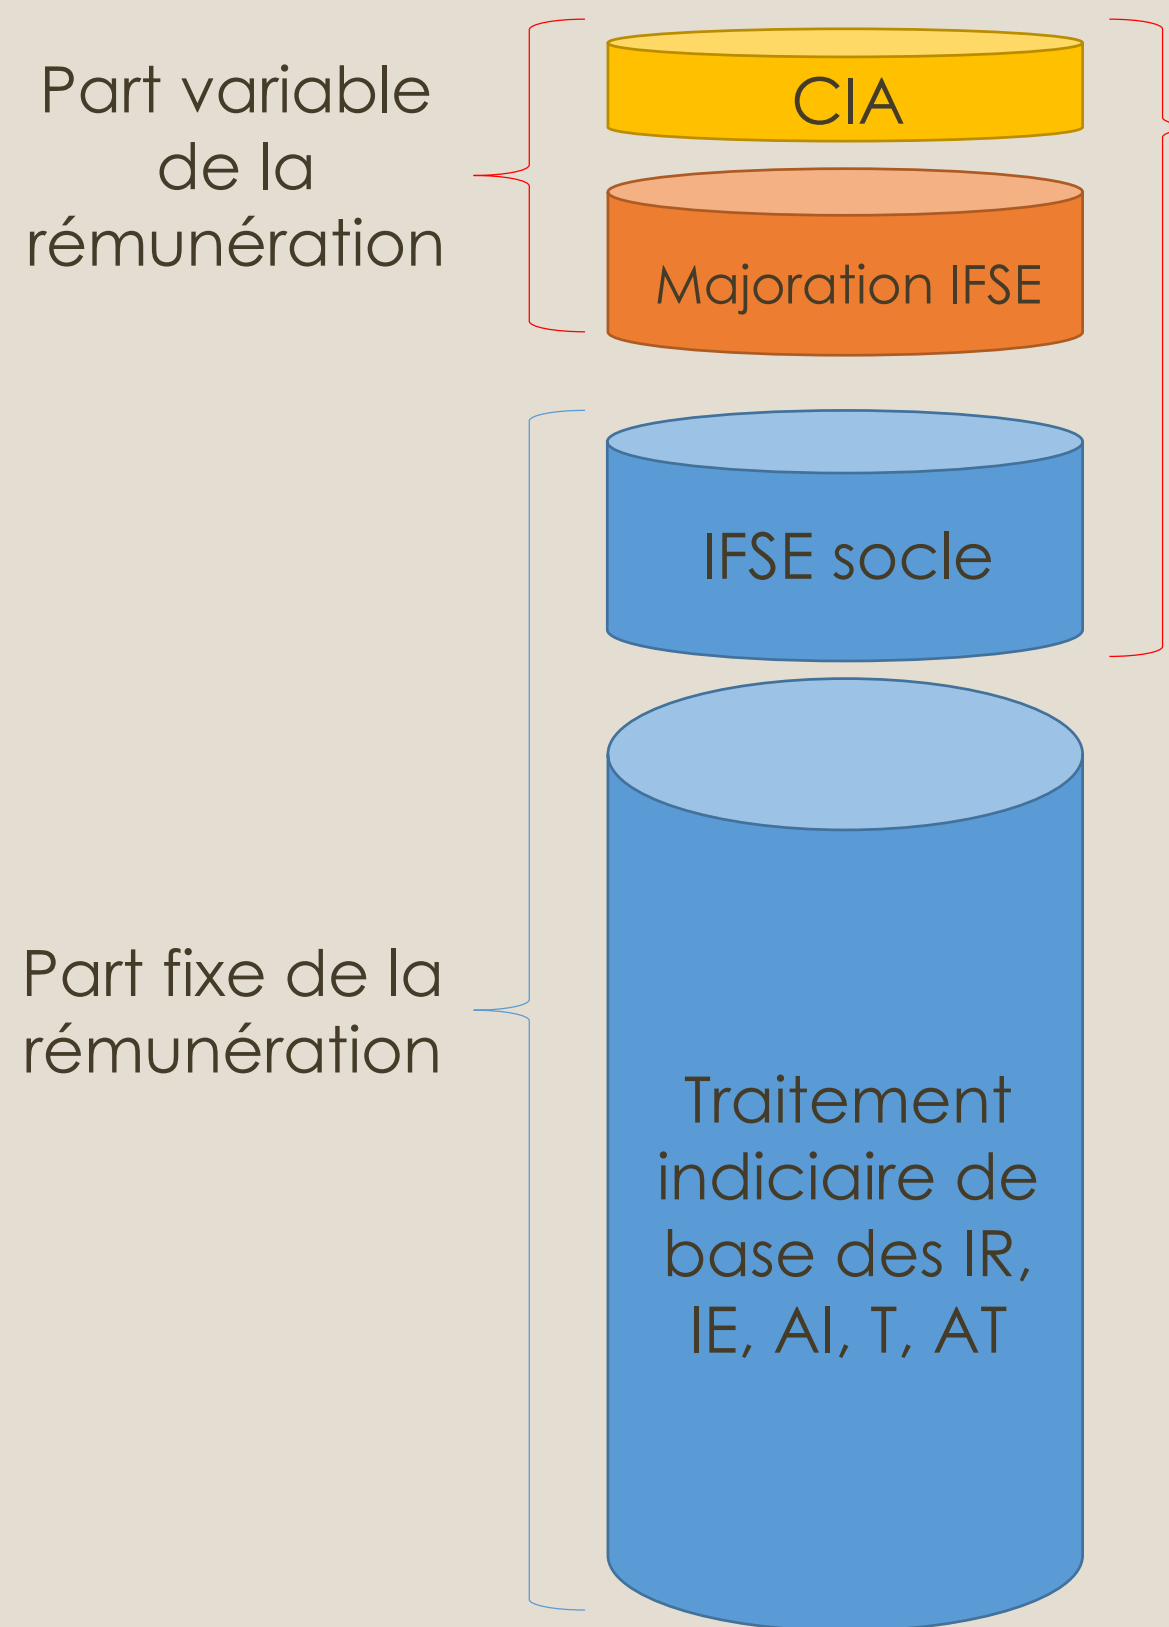 Part variable
de la
rémunération
CIA
Majoration IFSE
IFSE socle
Part fixe de la
rémunération
Traitement
indiciaire de
base des IR,
IE, AI, T, AT